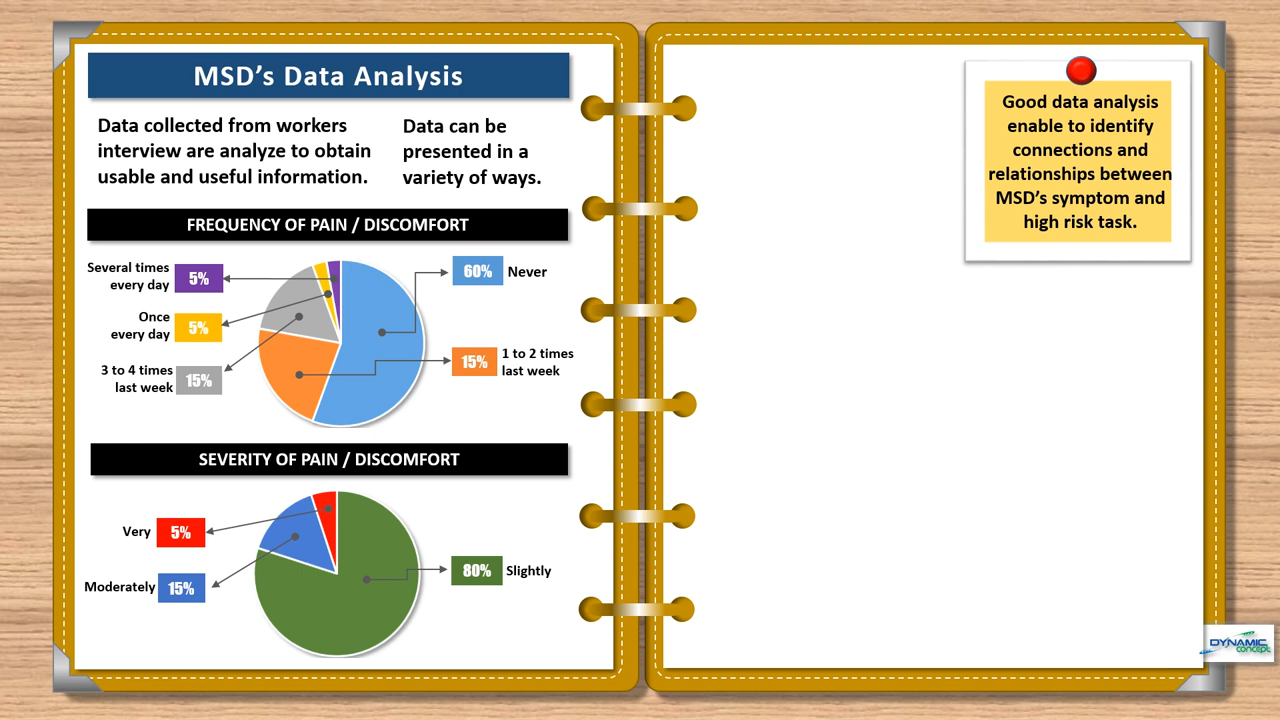 MSD's Data Analysis
Data collected from workers
interview are analyze to obtain
usable and useful information.
Data can be
presented in a
variety of ways.
FREQUENCY OF PAIN / DISCOMFORT
Several times
every day
5%
60%
Never
Once
every day
5%
3 to 4 times
last week
15%
15%
1 to 2 times
last week
SEVERITY OF PAIN / DISCOMFORT
Very
5%
Moderately
15%
80%
Slightly
Good data analysis
enable to identify
connections and
relationships between
MSD's symptom and
high risk task.
DYNAMIC
concept